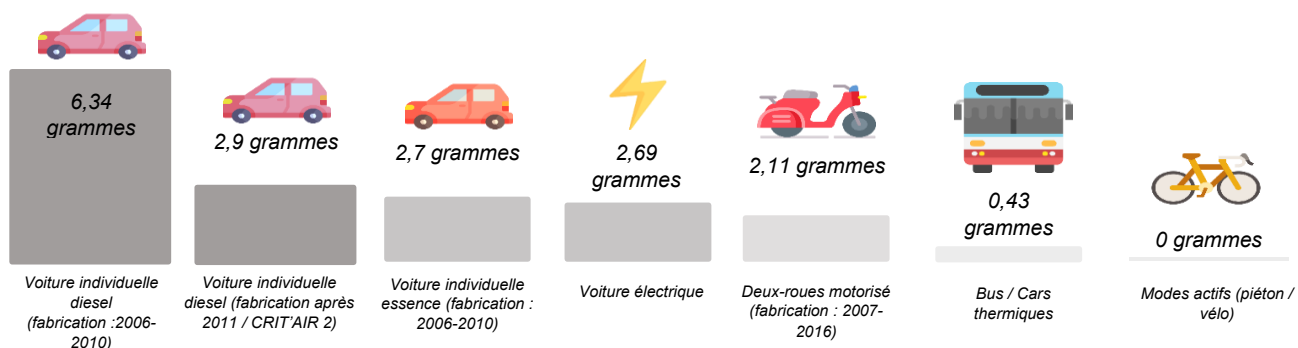 6,34
grammes
2,9 grammes
2,7 grammes
2,69
grammes
2,11 grammes
0,43
grammes
0 grammes
Voiture individuelle
diesel
(fabrication :2006-
2010)
Voiture individuelle
diesel (fabrication après
2011 / CRIT'AIR 2)
Voiture individuelle
essence (fabrication :
2006-2010)
Voiture électrique
Deux-roues motorisé
(fabrication : 2007-
2016)
Bus / Cars
thermiques
Modes actifs (piéton /
vélo)